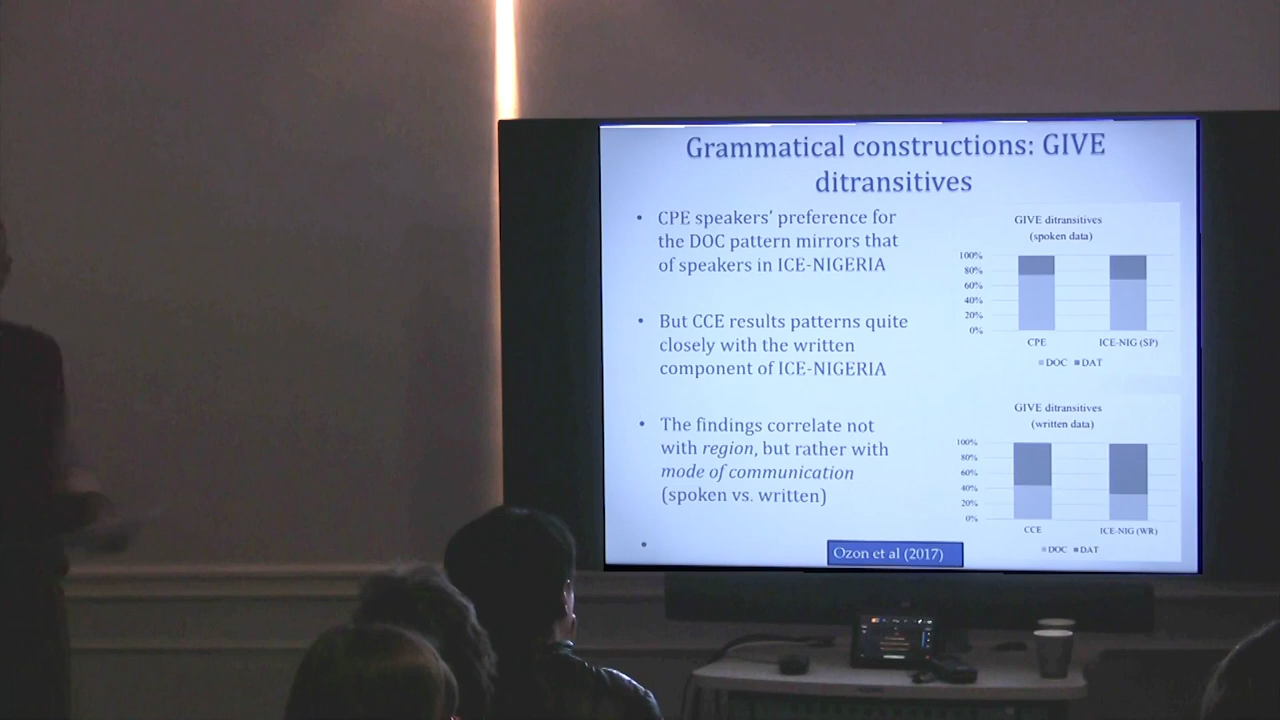 Grammatical constructions: GIVE
ditransitives
• CPE speakers' preference for
the DOC pattern mirrors that
of speakers in ICE-NIGERIA
• But CCE results patterns quite
closely with the written
component of ICE-NIGERIA
• The findings correlate not
with region, but rather with
mode of communication
(spoken vs. written)
•
GIVE ditransitives
(spoken data)
100%
80%
60%
40%
20%
0%
CPE ICE-NIG (SP)
DOC DAT
GIVE ditransitives
(written data)
100%
80%
60%
40%
20%
0%
CCE ICE-NIG (WR)
DOC DAT
Ozon et al (2017)